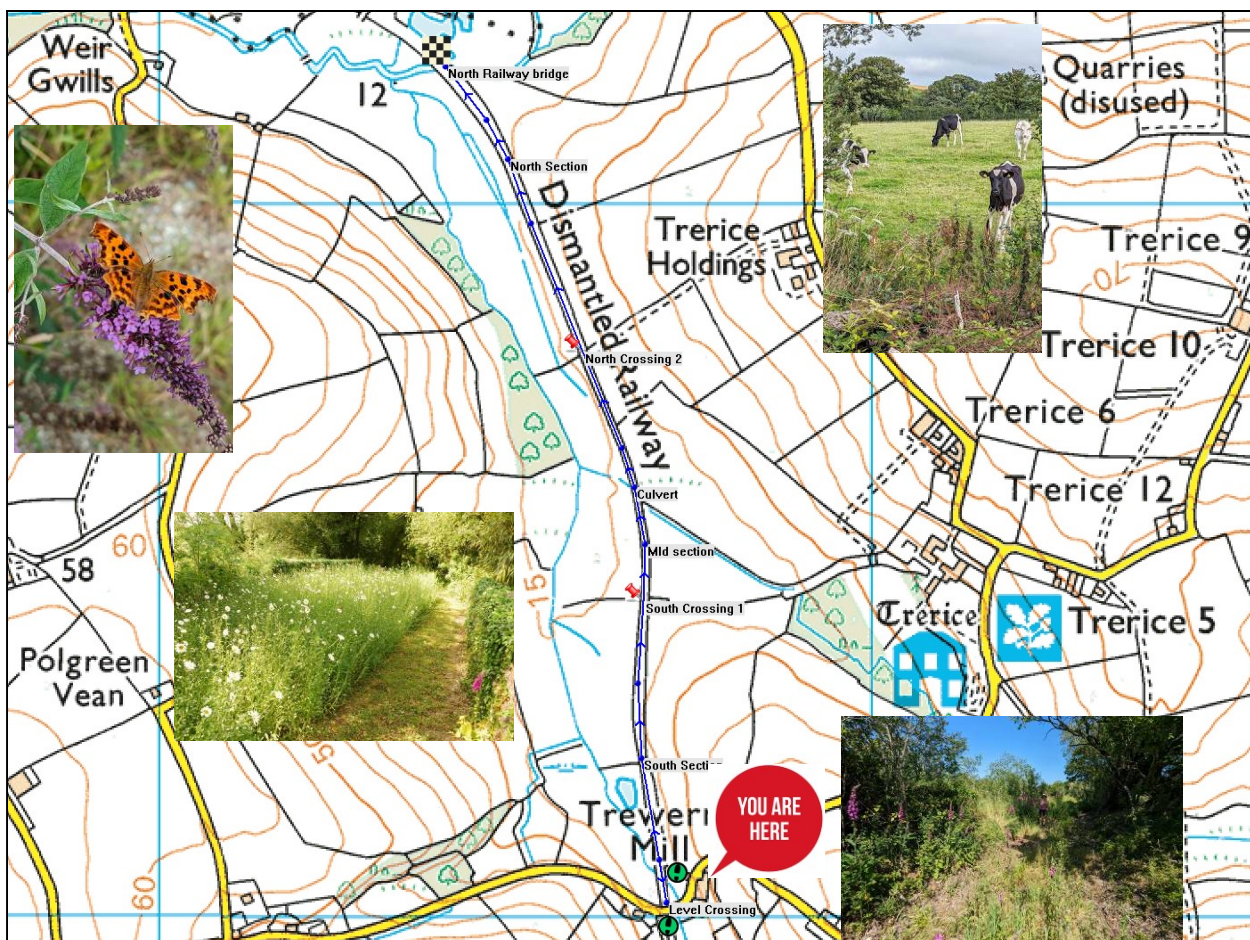 Weir
Gwills
North Railway bridge
12
Quarries
(disused)
North Section
Dismantled Railway
Trerice
Holdings
Trerice 9
70
North Crossing 2
Trerice 10
Trerice 6
Culvert
Trerice 12
60
58
MId section
15
South Crossing 1
Trerice
Trerice 5
Polgreen
Vean
50
South
YOU ARE
HERE
Mill
60
Level Crossing